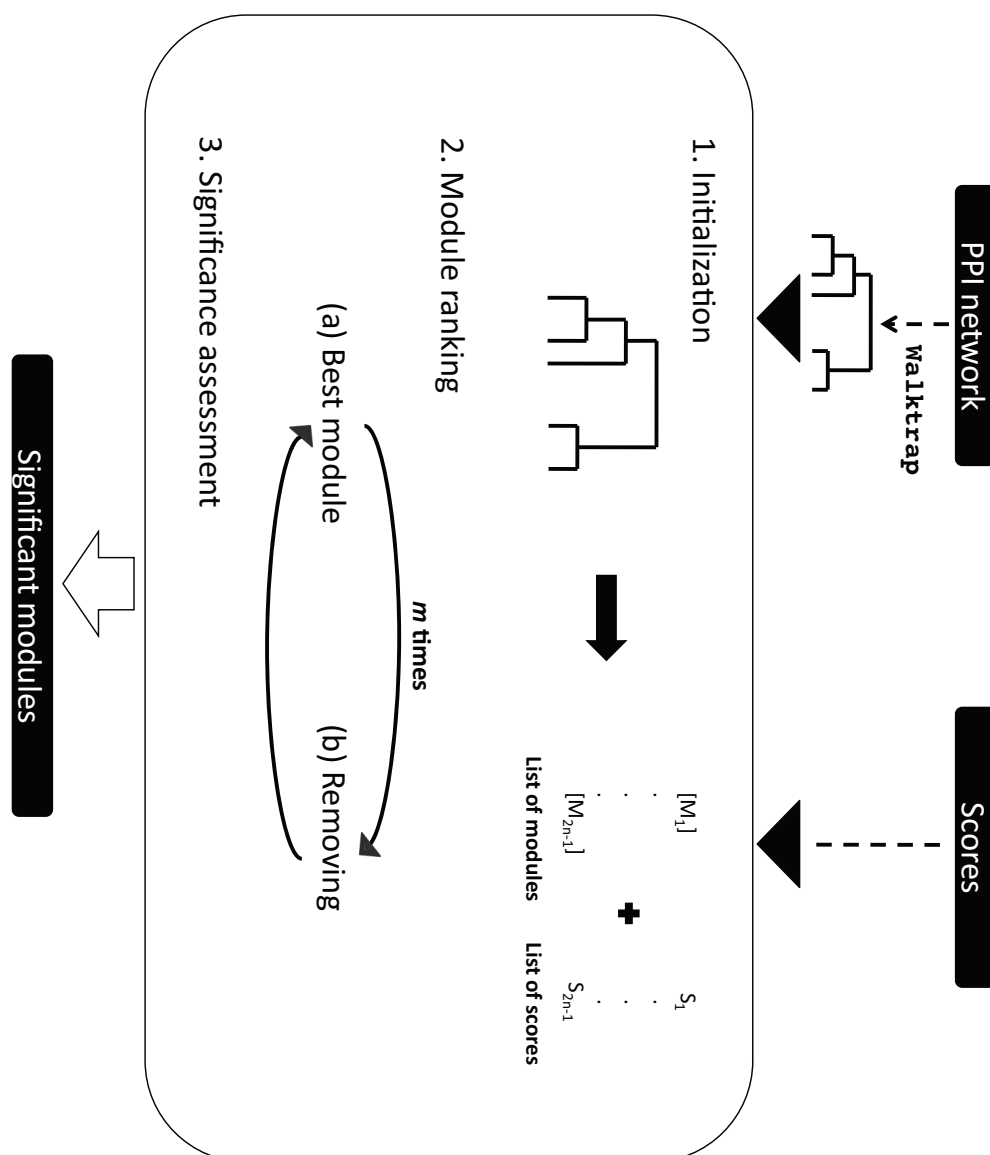 PPI network
Scores
Walktrap
1. Initialization
[M1]
.
.
.
[M2n-1]
List of modules
+
S1
.
.
.
S2n-1
List of scores
2. Module ranking
m times
(a) Best module
(b) Removing
3. Significance assessment
Significant modules